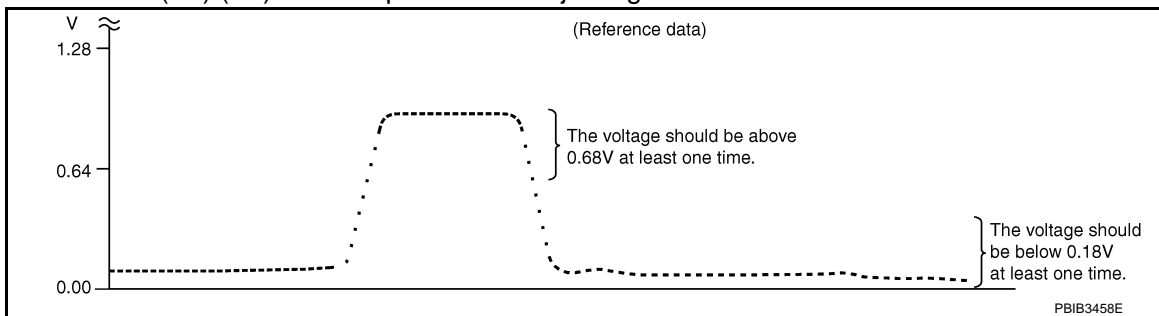 V
(Reference data)
1.28
The voltage should be above
0.68V at least one time.
0.64
The voltage should
be below 0.18V
at least one time.
0.00
PBIB3458E